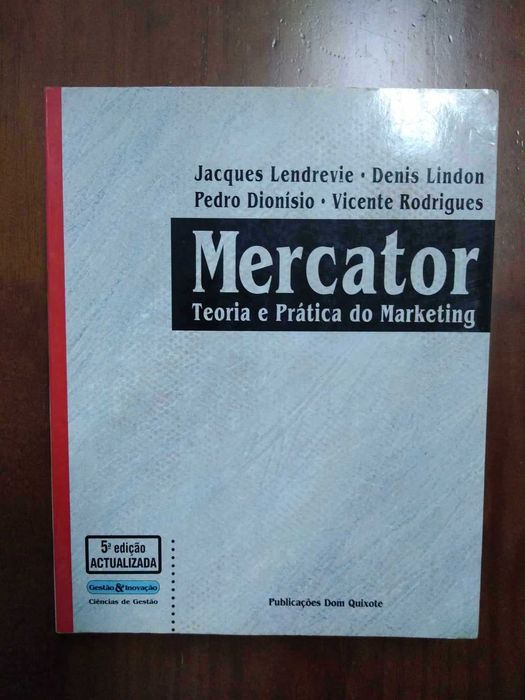 Jacques Lendrevie • Denis Lindon
Pedro Dionísio • Vicente Rodrigues
Mercator
Teoria e Prática do Marketing
5ª edição
ACTUALIZADA
Gestão & Inovação
Ciências de Gestão
Publicações Dom Quixote